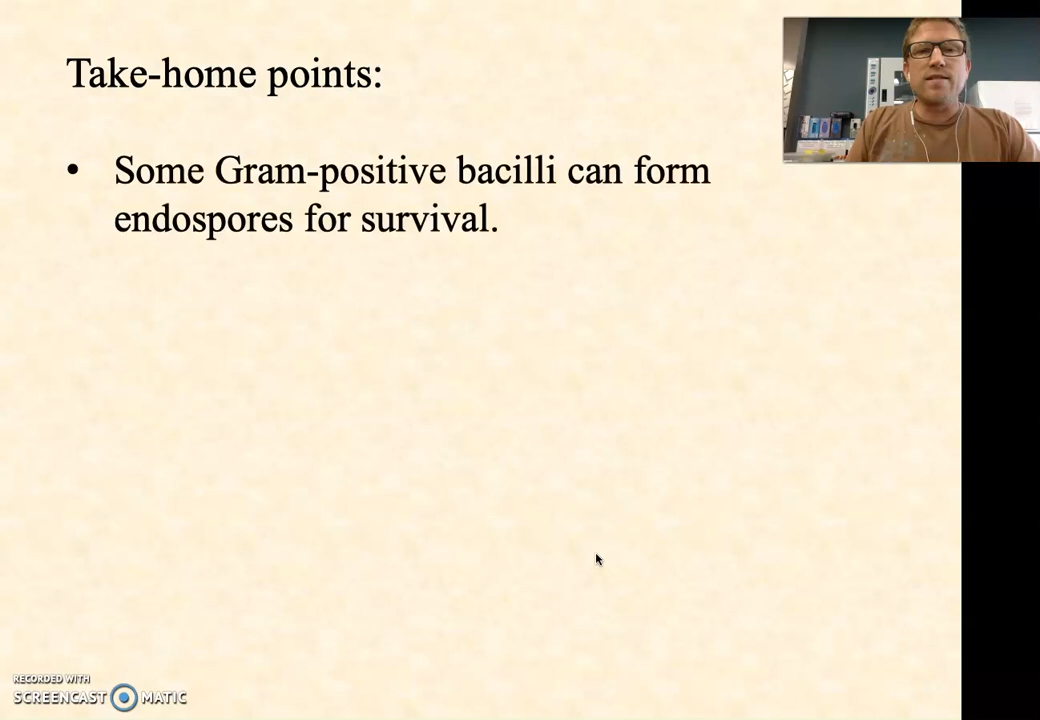 Take-home points:
• Some Gram-positive bacilli can form
endospores for survival.
RECORDED WITH
SCREENCAST MATIC